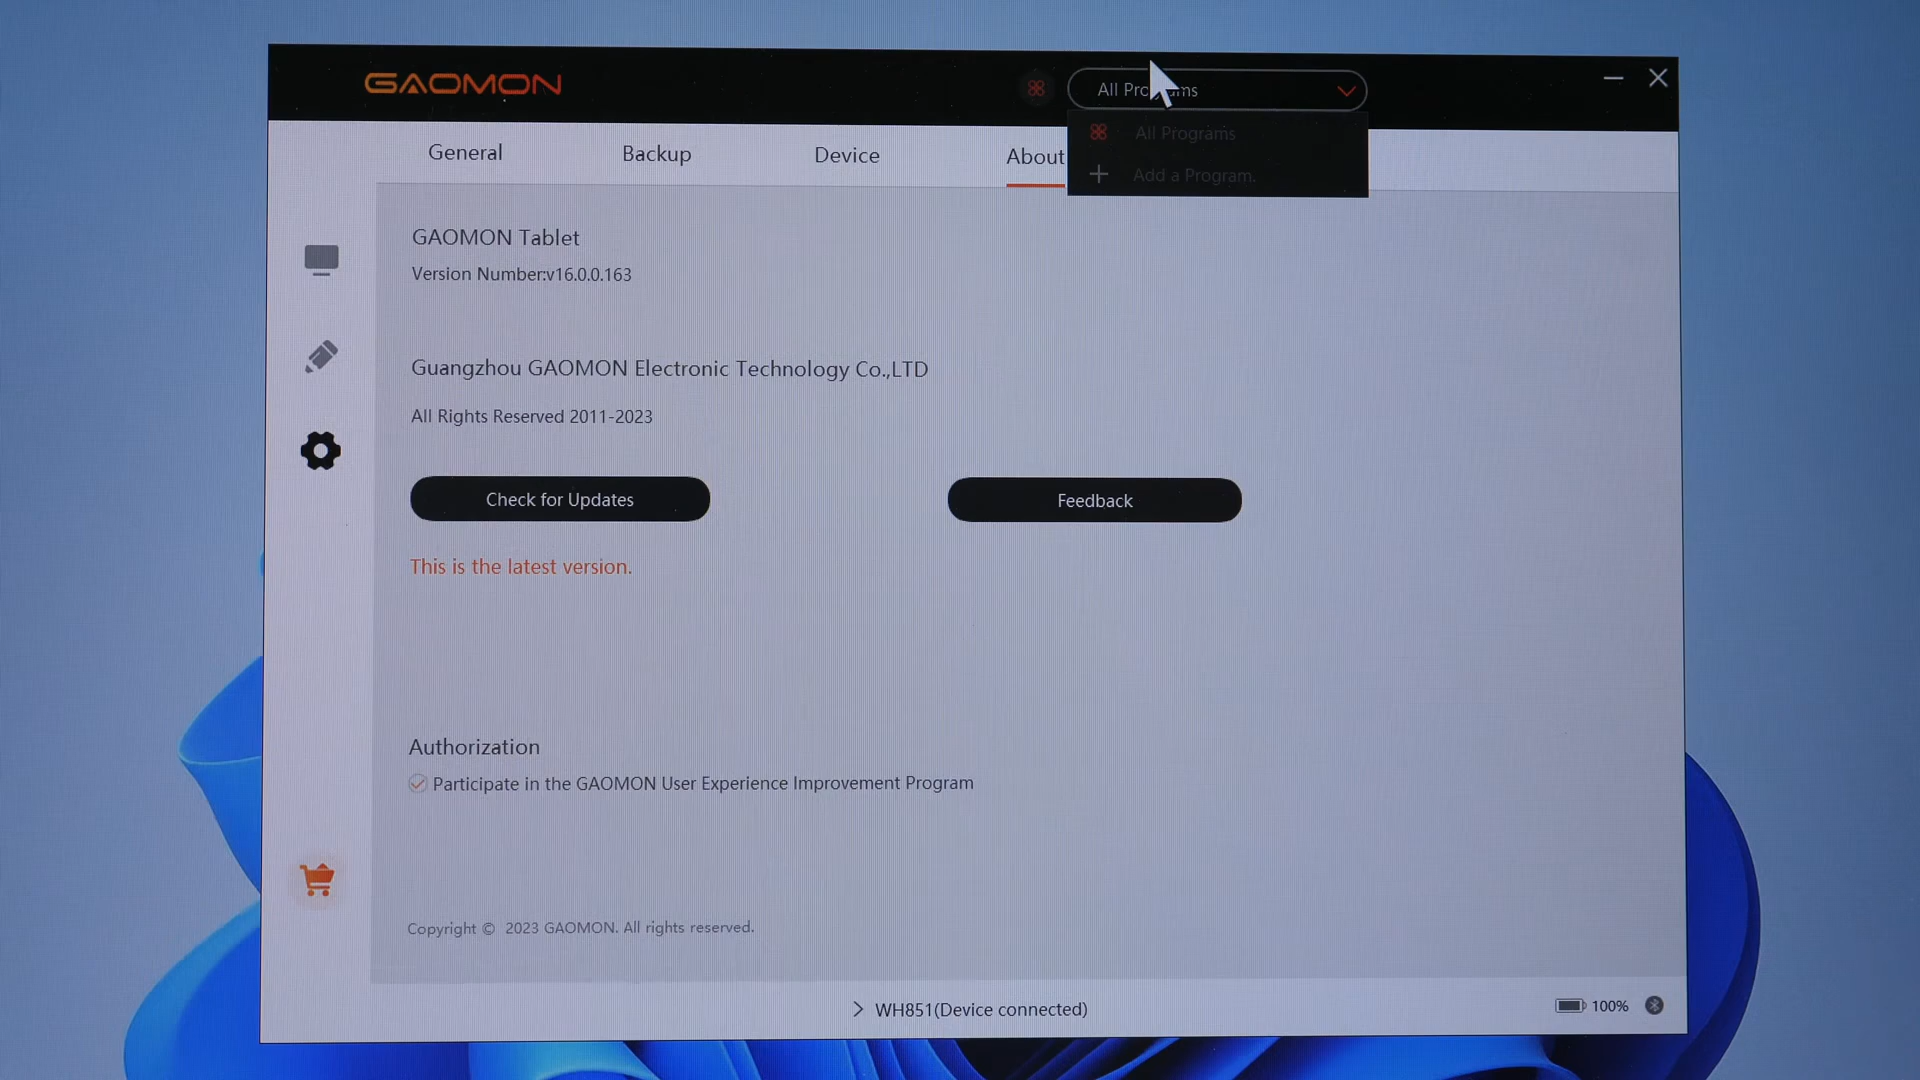 GAOMON
All Programs
All Programs
Add a Program.
General
Backup
Device
About
GAOMON Tablet
Version Number:v16.0.0.163
Guangzhou GAOMON Electronic Technology Co.,LTD
All Rights Reserved 2011-2023
Check for Updates
Feedback
This is the latest version.
Authorization
Participate in the GAOMON User Experience Improvement Program
Copyright © 2023 GAOMON. All rights reserved.
WH851(Device connected)
100%